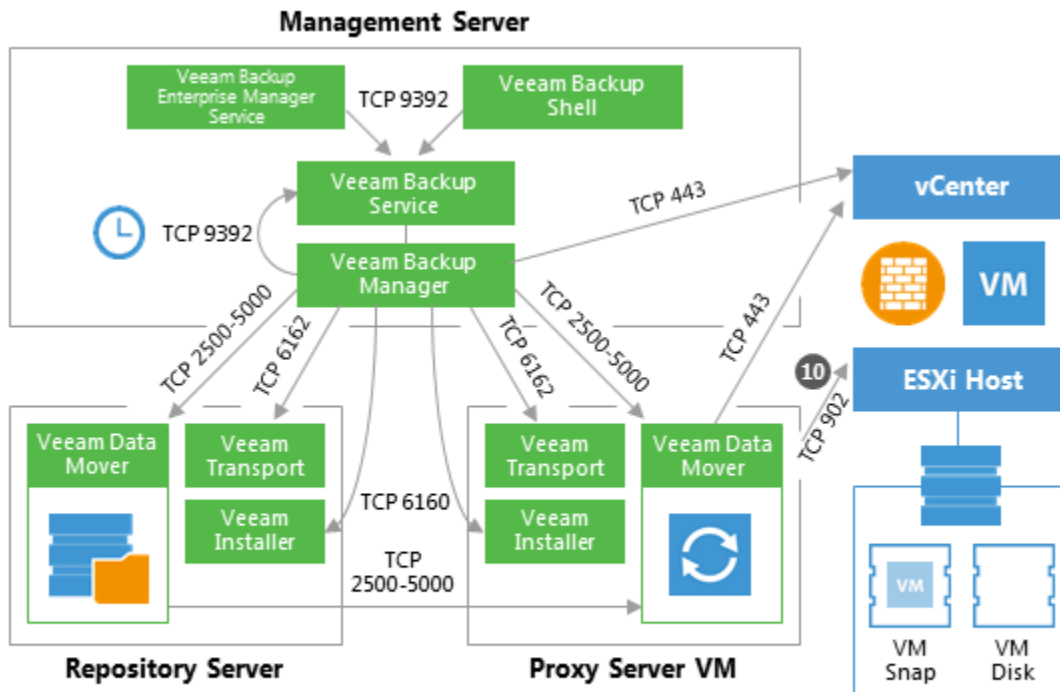 Management Server
Veeam Backup
Enterprise Manager
Service
TCP 9392
Veeam Backup
Shell
Veeam Backup
Service
TCP 9392
Veeam Backup
Manager
TCP 443
vCenter
VM
TCP 2500-5000
TCP 6162
TCP 6162
TCP 2500-5000
TCP 443
10
TCP 902
ESXi Host
Veeam Data
Mover
Veeam
Transport
Veeam
Installer
TCP 6160
TCP
2500-5000
Veeam
Transport
Veeam
Installer
Veeam Data
Mover
VM
VM
Snap
VM
Disk
Repository Server
Proxy Server VM